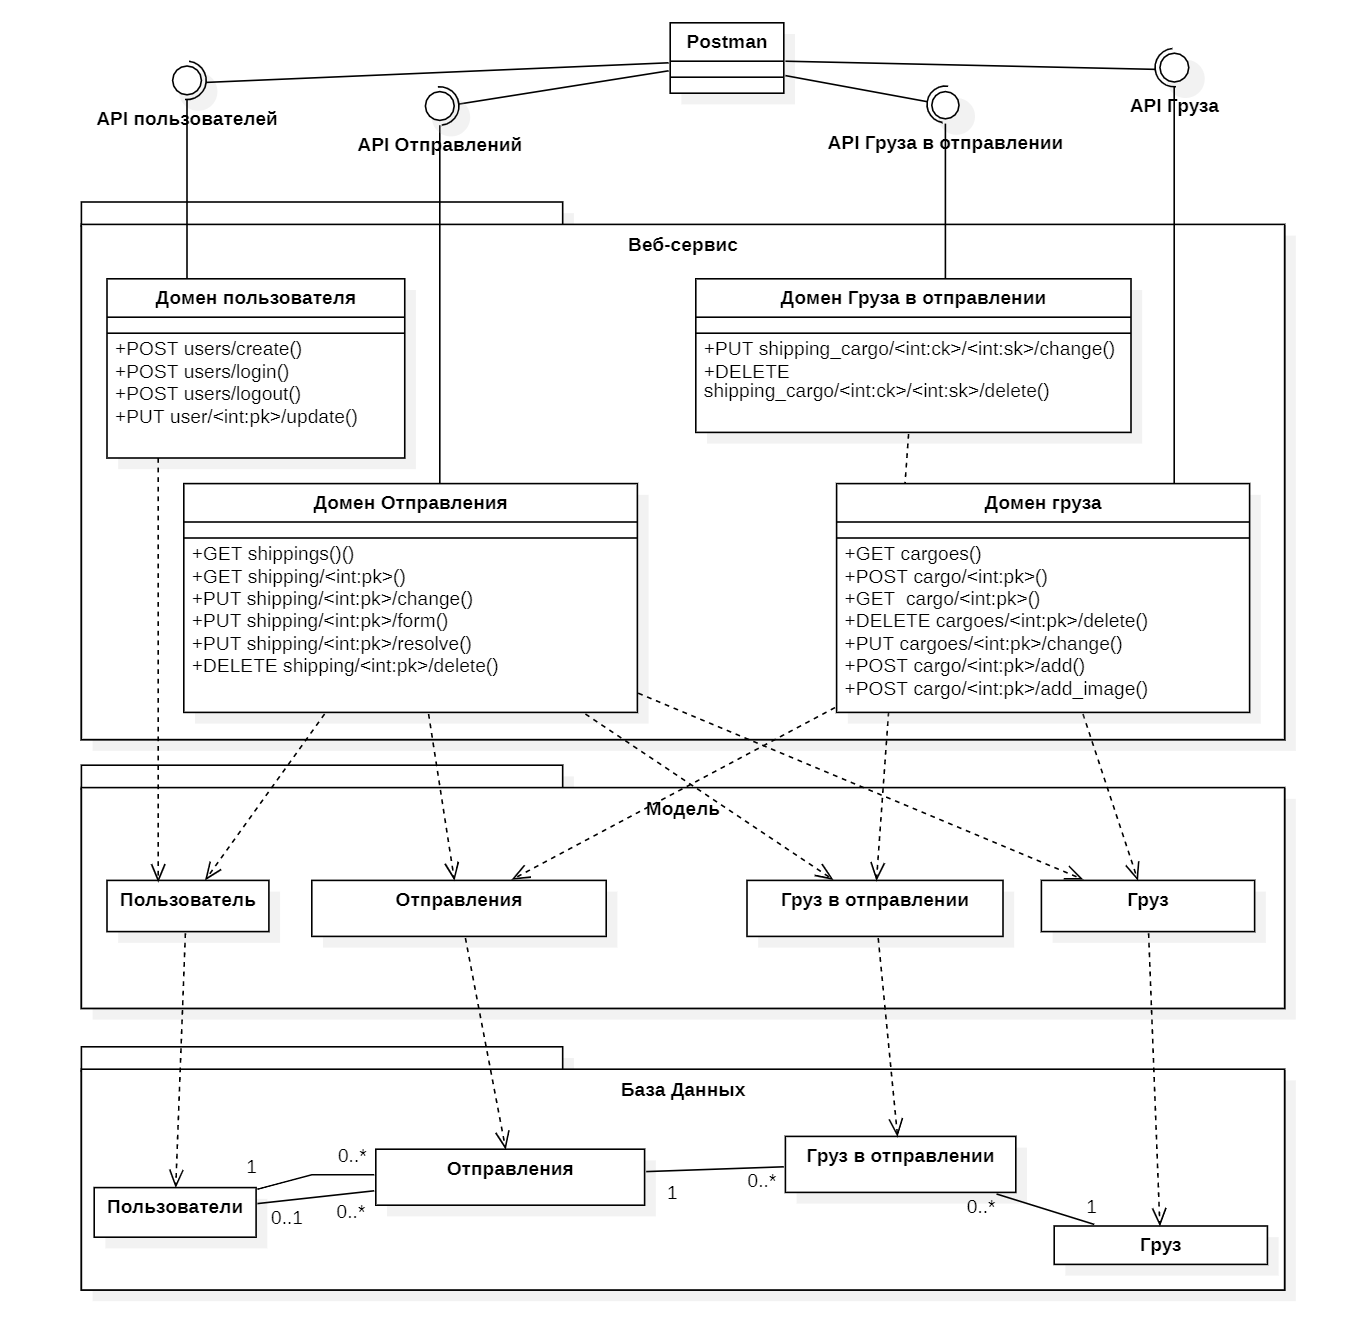 Postman
API пользователей
API Отправлений
API Груза в отправлении
API Груза
Веб-сервис
Домен пользователя
+POST users/create()
+POST users/login()
+POST users/logout()
+PUT user/<int:pk>/update()
Домен Груза в отправлении
+PUT shipping_cargo/<int:ck>/<int:sk>/change()
+DELETE
shipping_cargo/<int:ck>/<int:sk>/delete()
Домен Отправления
+GET shippings()()
+GET shipping/<int:pk>()
+PUT shipping/<int:pk>/change()
+PUT shipping/<int:pk>/form()
+PUT shipping/<int:pk>/resolve()
+DELETE shipping/<int:pk>/delete()
Домен груза
+GET cargoes()
+POST cargo/<int:pk>()
+GET  cargo/<int:pk>()
+DELETE cargoes/<int:pk>/delete()
+PUT cargoes/<int:pk>/change()
+POST cargo/<int:pk>/add()
+POST cargo/<int:pk>/add_image()
Модель
Пользователь
Отправления
Груз в отправлении
Груз
База Данных
Пользователи
1
0..*
0..1
0..*
Отправления
1
0..*
Груз в отправлении
0..*
1
Груз